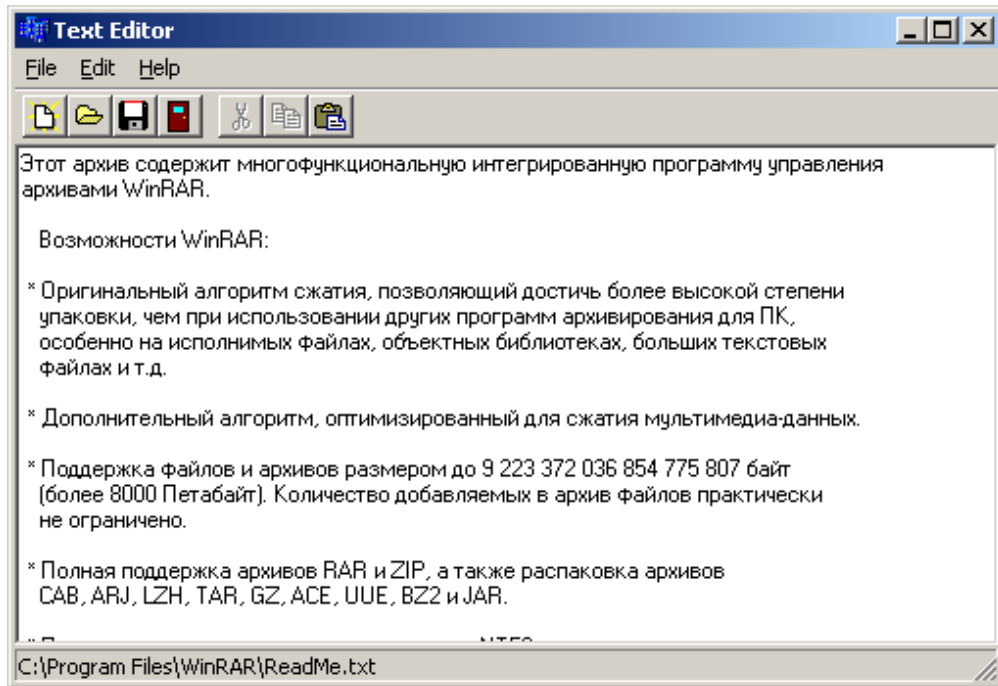 Text Editor
File Edit Help
Этот архив содержит многофункциональную интегрированную программу управления
архивами WinRAR.
Возможности WinRAR:
* Оригинальный алгоритм сжатия, позволяющий достичь более высокой степени
упаковки, чем при использовании других программ архивирования для ПК,
особенно на исполнимых файлах, объектных библиотеках, больших текстовых
файлах и т.д.
* Дополнительный алгоритм, оптимизированный для сжатия мультимедиа-данных.
* Поддержка файлов и архивов размером до 9 223 372 036 854 775 807 байт
(более 8000 Петабайт). Количество добавляемых в архив файлов практически
не ограничено.
* Полная поддержка архивов RAR и ZIP, а также распаковка архивов
CAB, ARJ, LZH, TAR, GZ, ACE, UUE, BZ2 и JAR.
C:\Program Files\WinRAR\ReadMe.txt